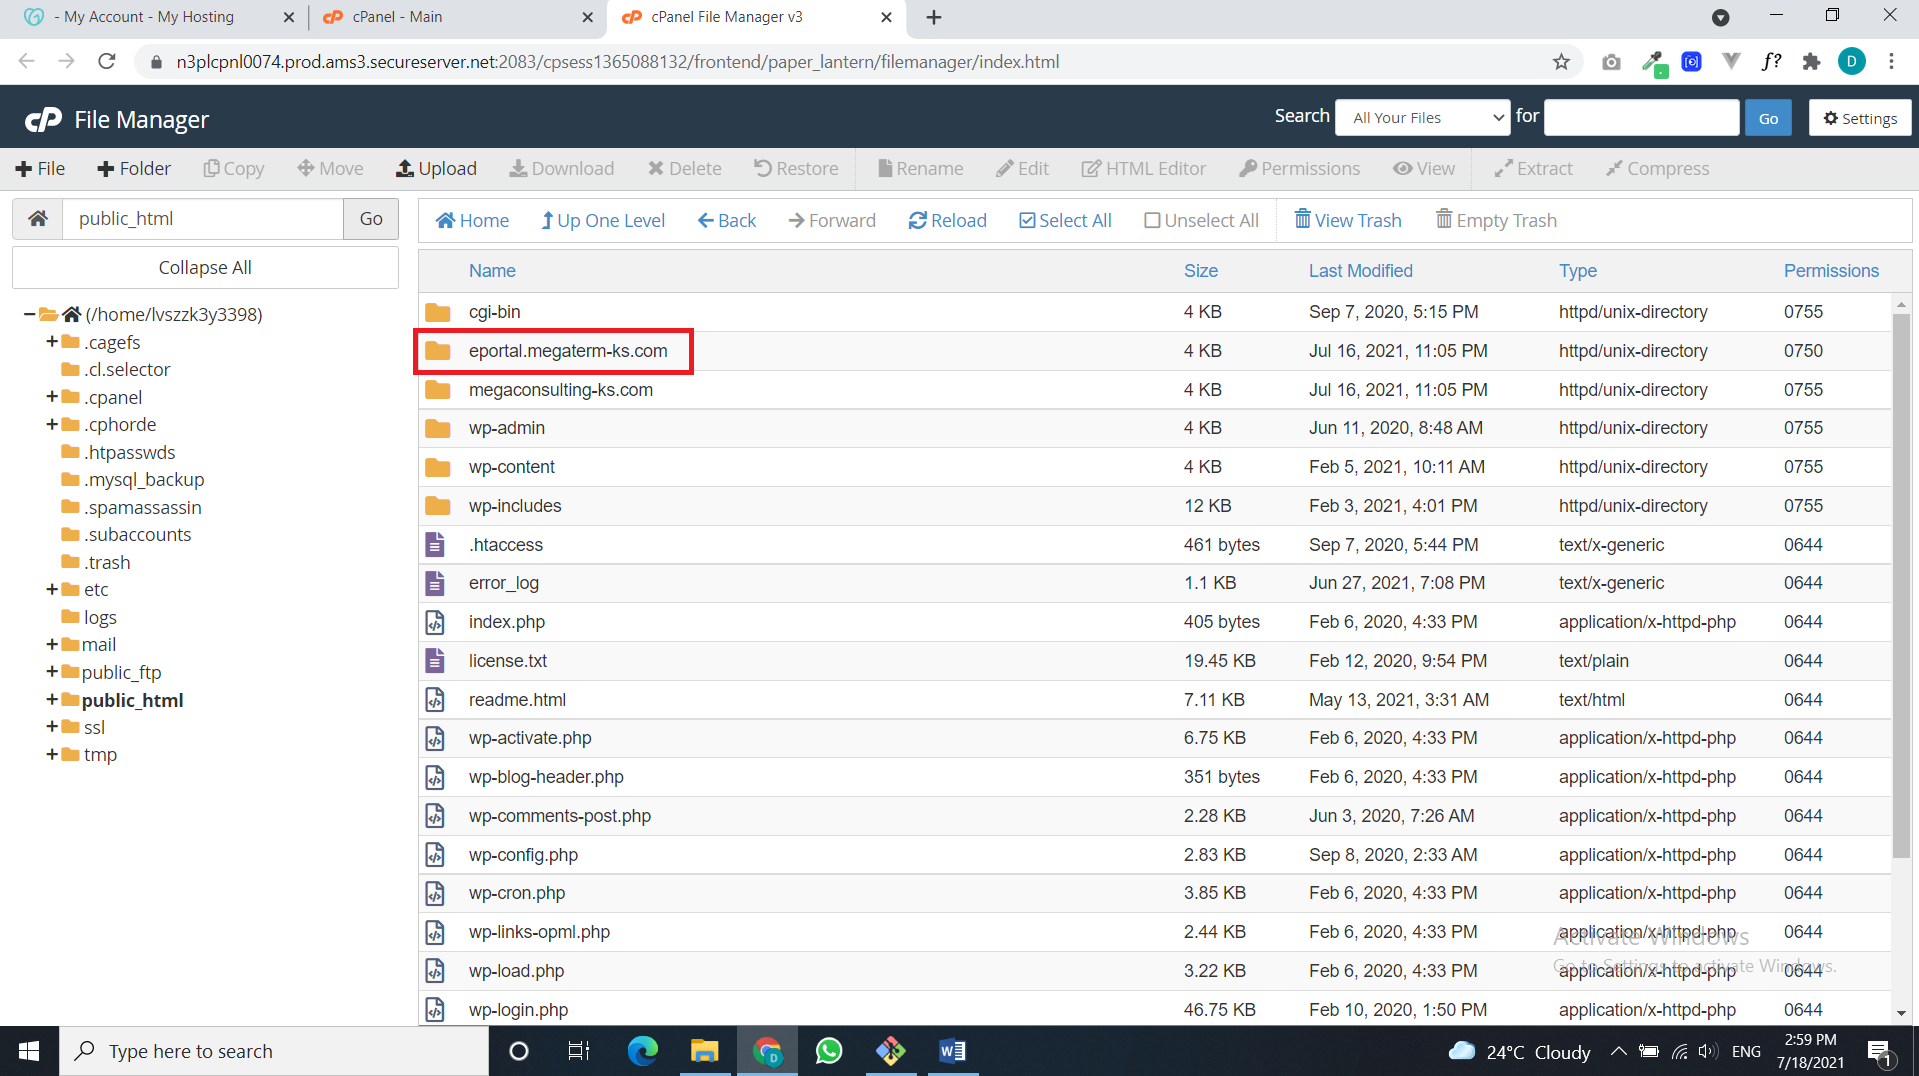 - My Account - My Hosting
cPanel - Main
cPanel File Manager v3
n3plcpnl0074.prod.ams3.secureserver.net:2083/cpsess1365088132/frontend/paper_lantern/filemanager/index.html
f?
D
cP File Manager
Search All Your Files for Go Settings
File Folder Copy Move Upload Download Delete Restore Rename Edit HTML Editor Permissions View Extract Compress
public_html Go
Home Up One Level Back Forward Reload Select All Unselect All View Trash Empty Trash
Collapse All
(/home/lvszzk3y3398)
.cagefs
.cl.selector
.cpanel
.cphorde
.htpasswds
.mysql_backup
.spamassassin
.subaccounts
.trash
etc
logs
mail
public_ftp
public_html
ssl
tmp
Name Size Last Modified Type Permissions
cgi-bin 4 KB Sep 7, 2020, 5:15 PM httpd/unix-directory 0755
eportal.megaterm-ks.com 4 KB Jul 16, 2021, 11:05 PM httpd/unix-directory 0750
megaconsulting-ks.com 4 KB Jul 16, 2021, 11:05 PM httpd/unix-directory 0755
wp-admin 4 KB Jun 11, 2020, 8:48 AM httpd/unix-directory 0755
wp-content 4 KB Feb 5, 2021, 10:11 AM httpd/unix-directory 0755
wp-includes 12 KB Feb 3, 2021, 4:01 PM httpd/unix-directory 0755
.htaccess 461 bytes Sep 7, 2020, 5:44 PM text/x-generic 0644
error_log 1.1 KB Jun 27, 2021, 7:08 PM text/x-generic 0644
index.php 405 bytes Feb 6, 2020, 4:33 PM application/x-httpd-php 0644
license.txt 19.45 KB Feb 12, 2020, 9:54 PM text/plain 0644
readme.html 7.11 KB May 13, 2021, 3:31 AM text/html 0644
wp-activate.php 6.75 KB Feb 6, 2020, 4:33 PM application/x-httpd-php 0644
wp-blog-header.php 351 bytes Feb 6, 2020, 4:33 PM application/x-httpd-php 0644
wp-comments-post.php 2.28 KB Jun 3, 2020, 7:26 AM application/x-httpd-php 0644
wp-config.php 2.83 KB Sep 8, 2020, 2:33 AM application/x-httpd-php 0644
wp-cron.php 3.85 KB Feb 6, 2020, 4:33 PM application/x-httpd-php 0644
wp-links-opml.php 2.44 KB Feb 6, 2020, 4:33 PM application/x-httpd-php 0644
wp-load.php 3.22 KB Feb 6, 2020, 4:33 PM application/x-httpd-php 0644
wp-login.php 46.75 KB Feb 10, 2020, 1:50 PM application/x-httpd-php 0644
Activate Windows
Go to Settings to activate Windows.
Type here to search
24°C Cloudy
ENG
2:59 PM
7/18/2021
1